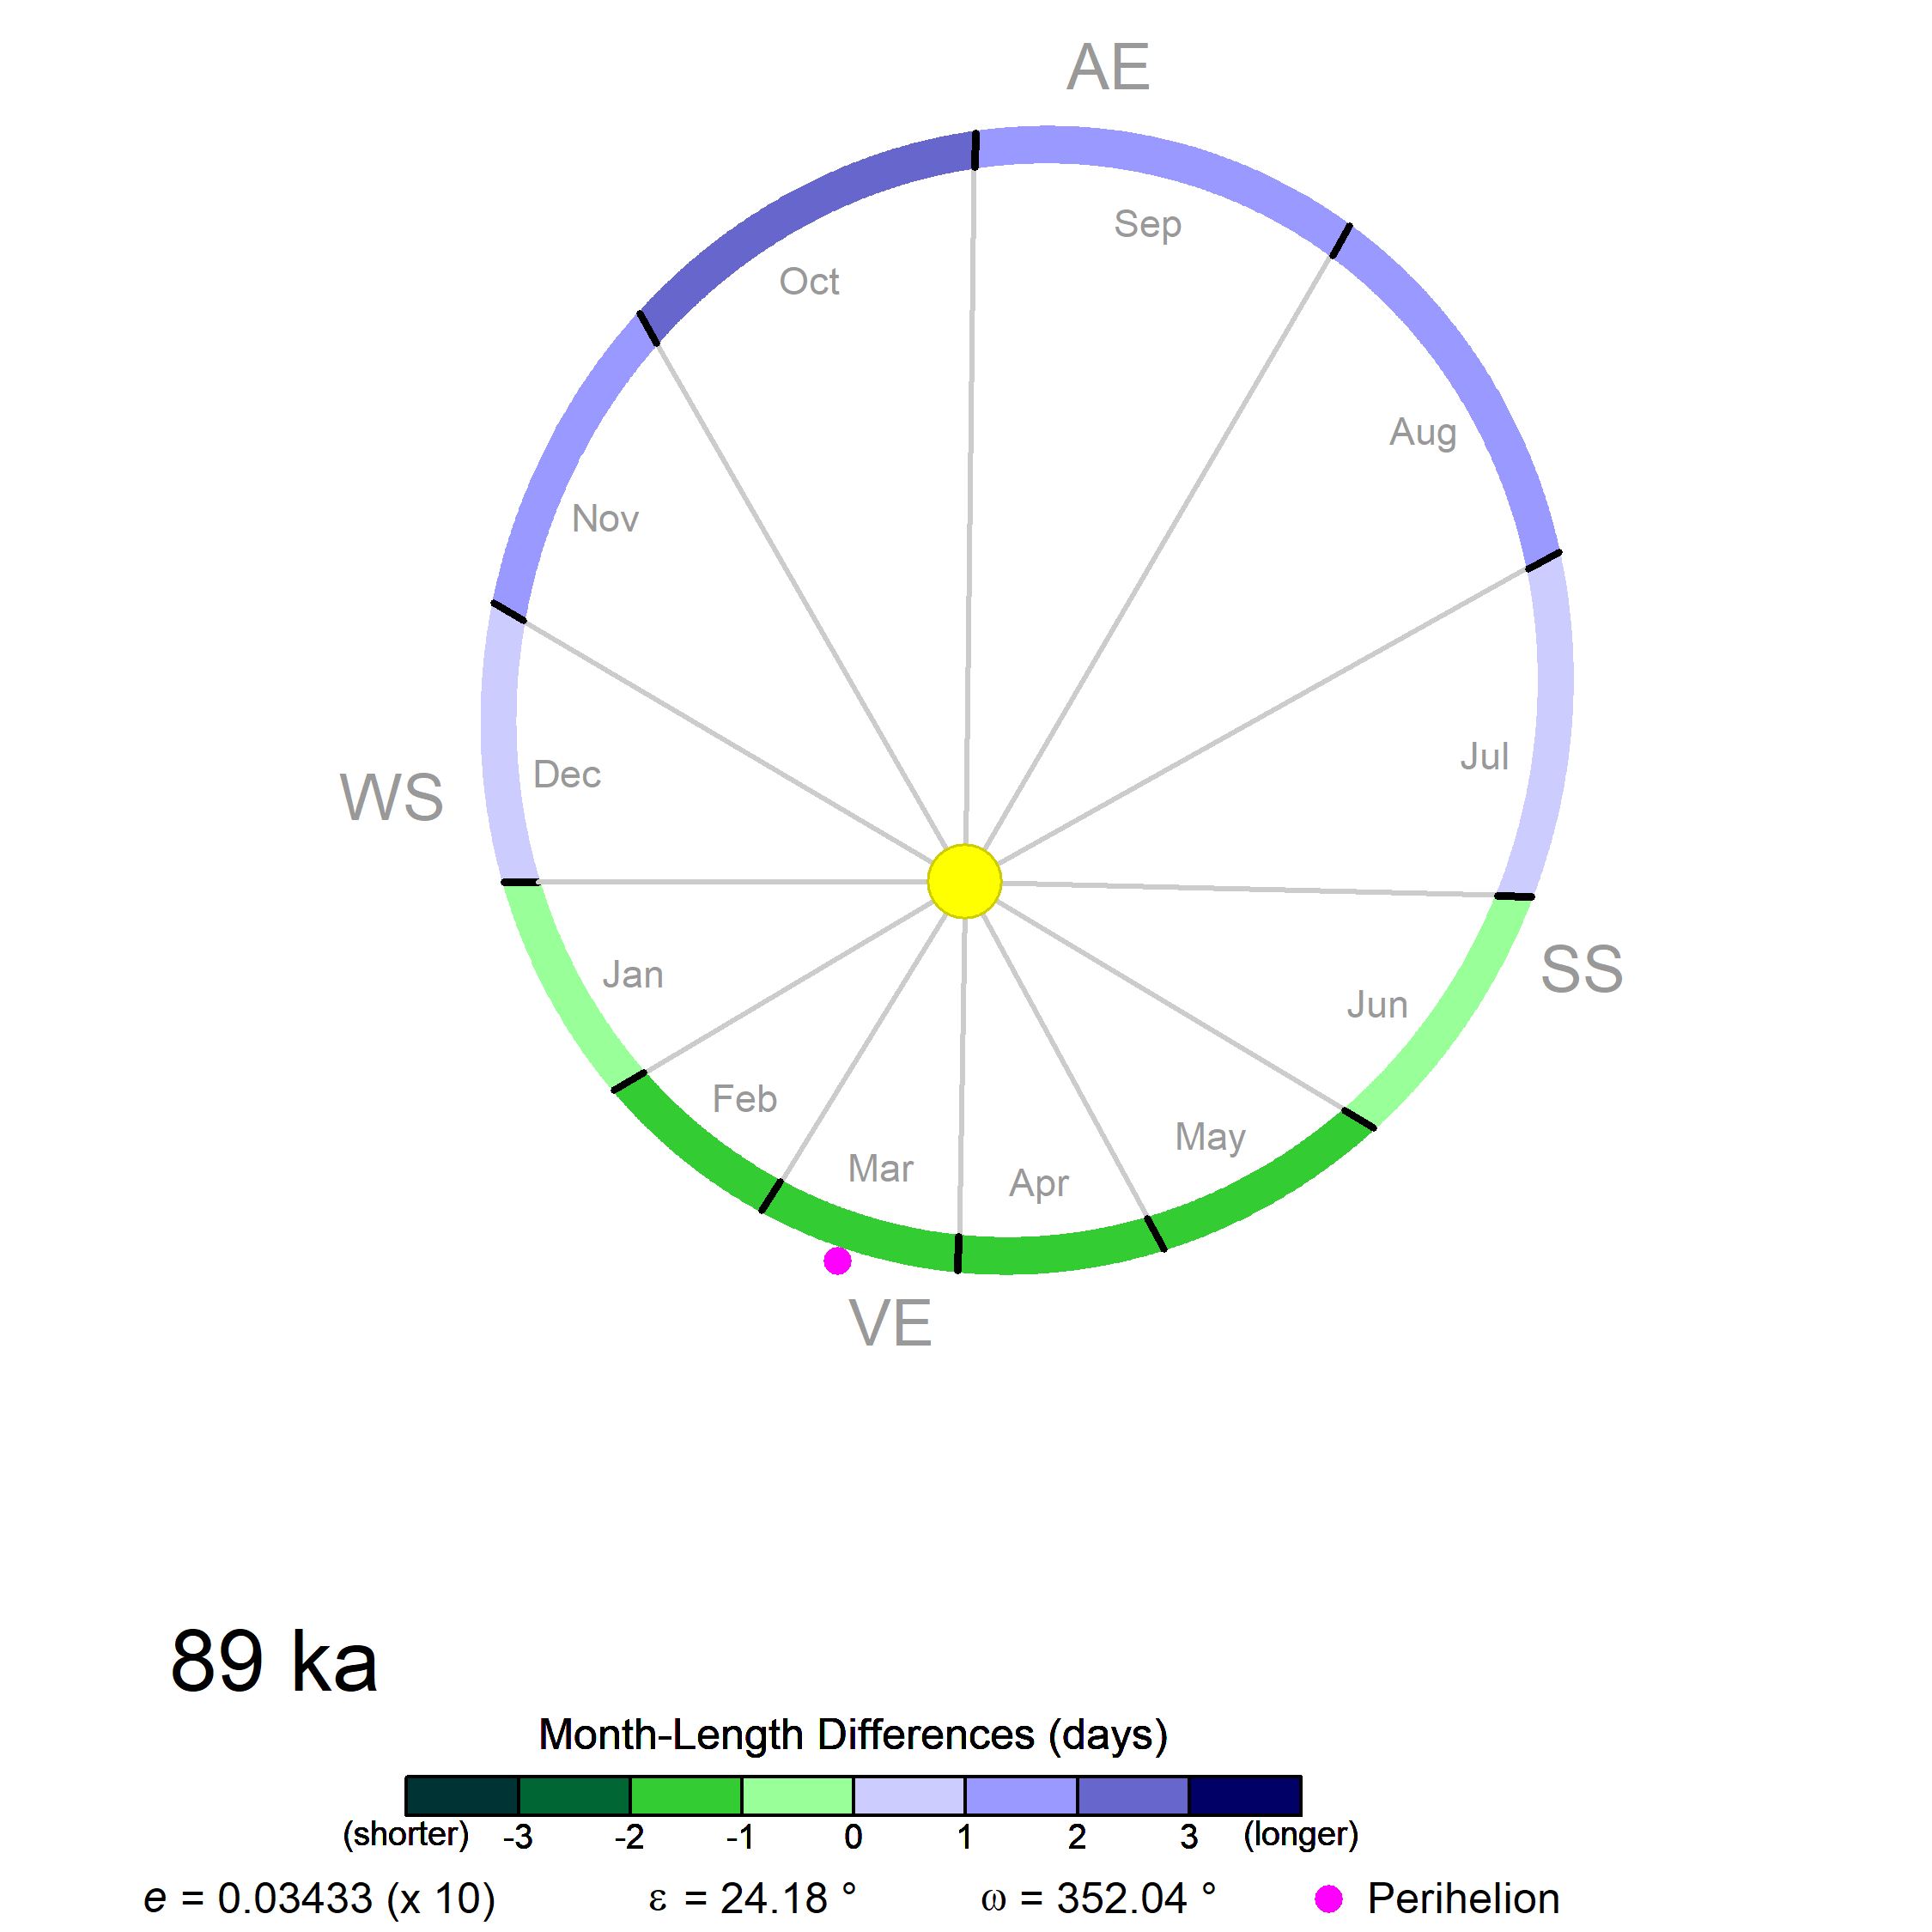 AE
Sep
Oct
Aug
Nov
Jul
Dec
WS
SS
Jan
Jun
Feb
May
Mar
Apr
VE
89 ka
Month-Length Differences (days)
(shorter) -3 -2 -1 0 1 2 3 (longer)
e = 0.03433 (x 10) ε = 24.18 ° ω = 352.04 ° Perihelion